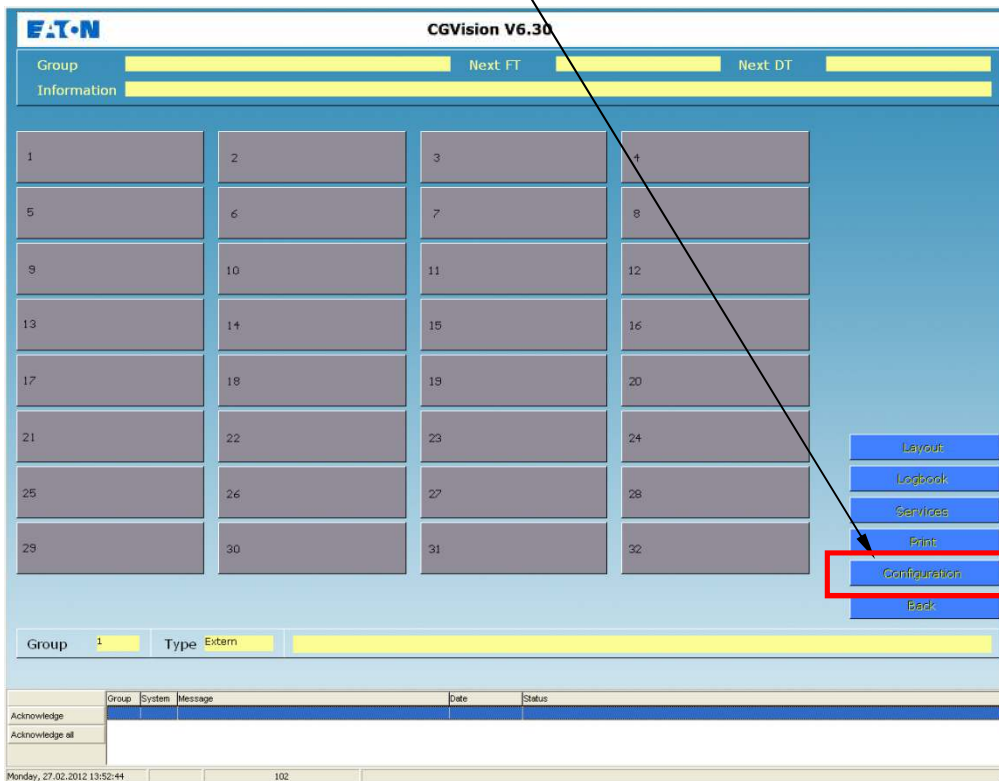 EATON CGVision V6.30
Group Next FT Next DT
Information
1 2 3 4
5 6 7 8
9 10 11 12
13 14 15 16
17 18 19 20
21 22 23 24
25 26 27 28
29 30 31 32
Layout
Logbook
Services
Print
Configuration
Back
Group 1 Type Extern
Group System Message Date Status
Acknowledge
Acknowledge all
Monday, 27.02.2012 13:52:44 102